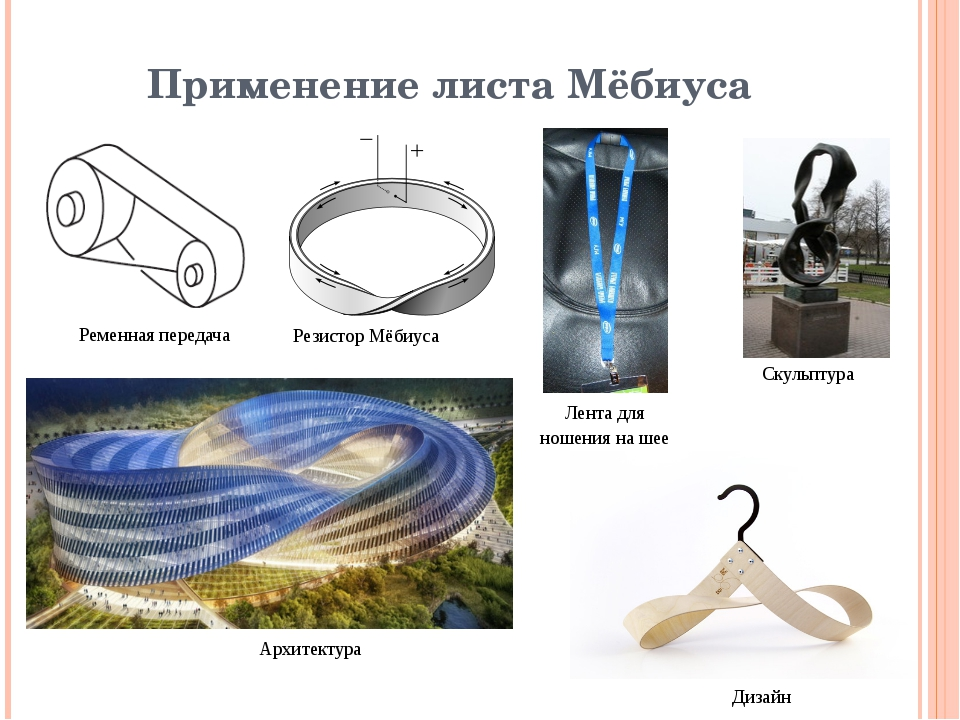 Применение листа Мёбиуса
–
+
Ременная передача
Резистор Мёбиуса
Скульптура
Лента для
ношения на шее
Архитектура
Дизайн